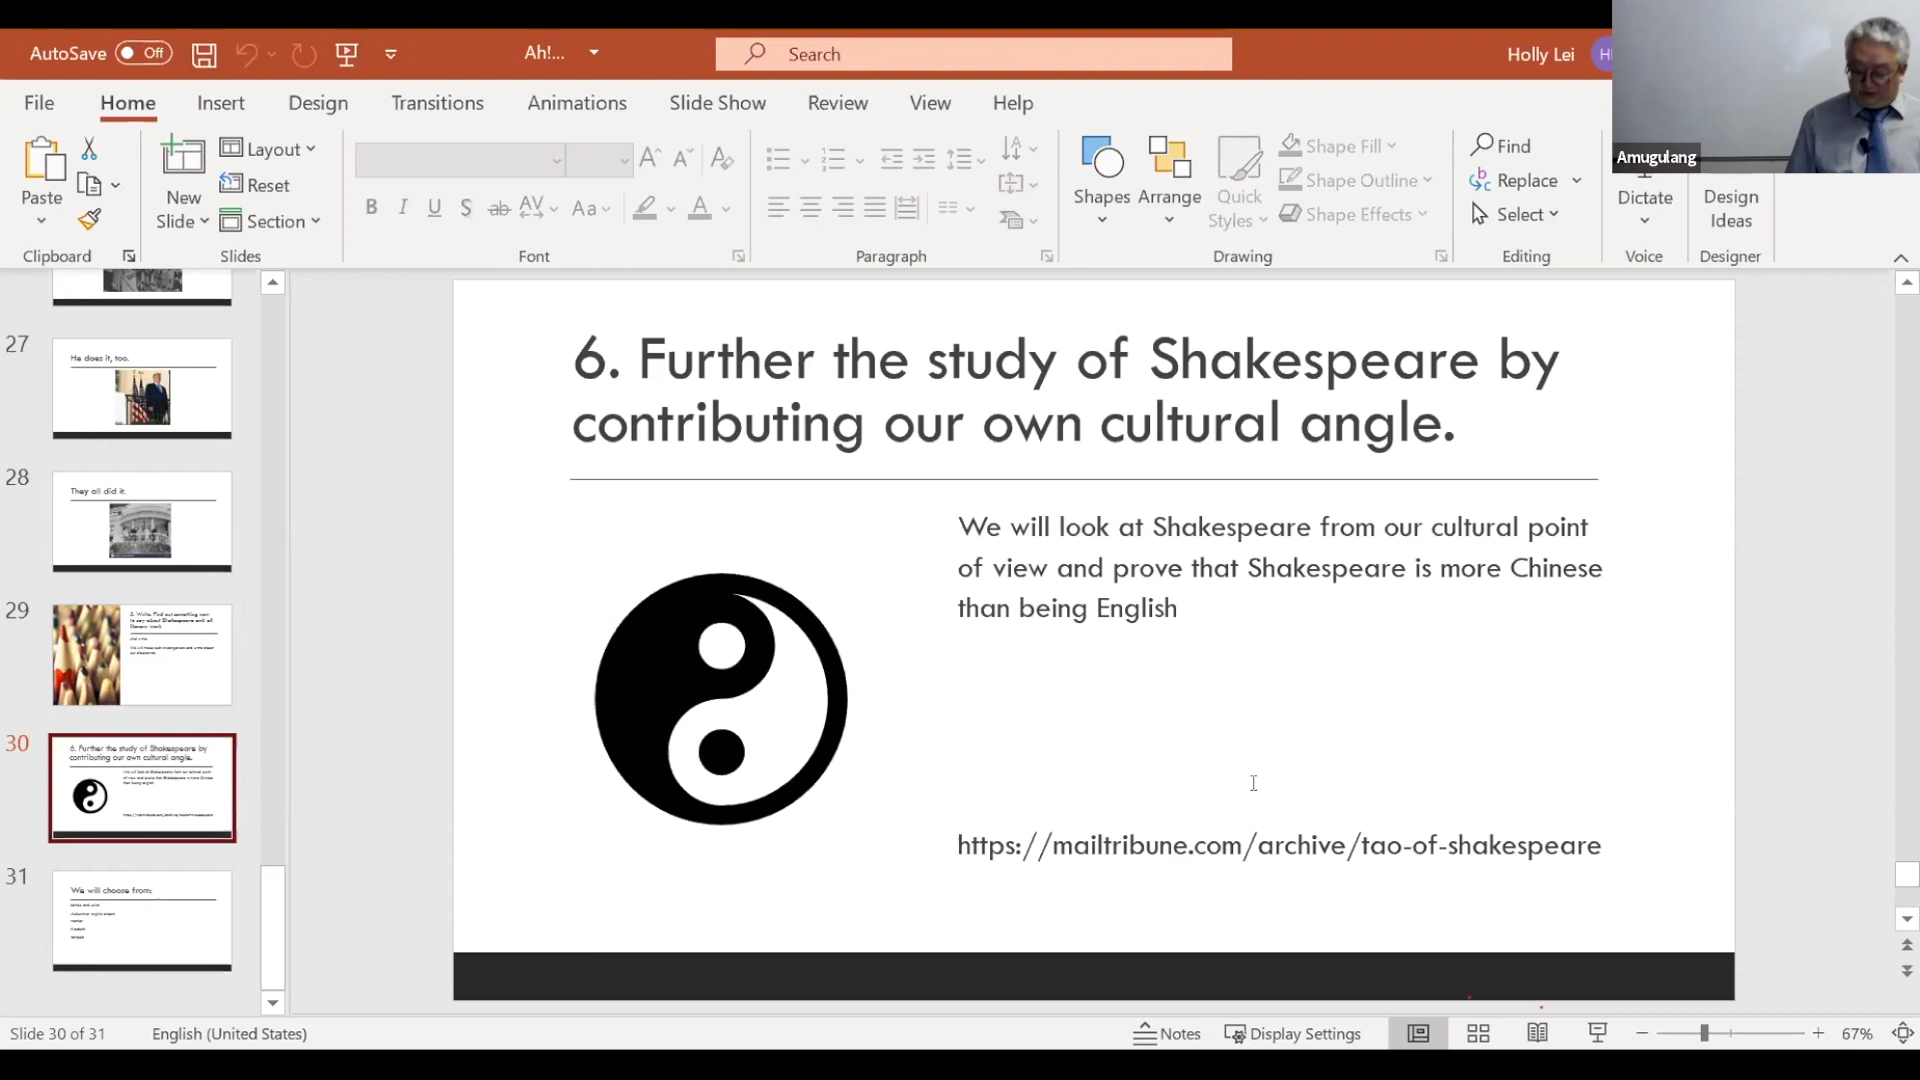 AutoSave Off
Ah!...
Search
Holly Lei
File Home Insert Design Transitions Animations Slide Show Review View Help
Paste
New
Slide
Layout
Reset
Section
B I U S ab AV Aa A
Shapes
Arrange
Quick
Styles
Shape Fill
Shape Outline
Shape Effects
Find
Replace
Select
Dictate
Design
Ideas
Amugulang
Clipboard
Slides
Font
Paragraph
Drawing
Editing
Voice
Designer
27
He does it, too.
28
They all did it.
29
30
6. Further the study of Shakespeare by
contributing our own cultural angle.
31
We will choose from:
6. Further the study of Shakespeare by
contributing our own cultural angle.
We will look at Shakespeare from our cultural point
of view and prove that Shakespeare is more Chinese
than being English
https://mailtribune.com/archive/tao-of-shakespeare
Slide 30 of 31
English (United States)
Notes
Display Settings
67%